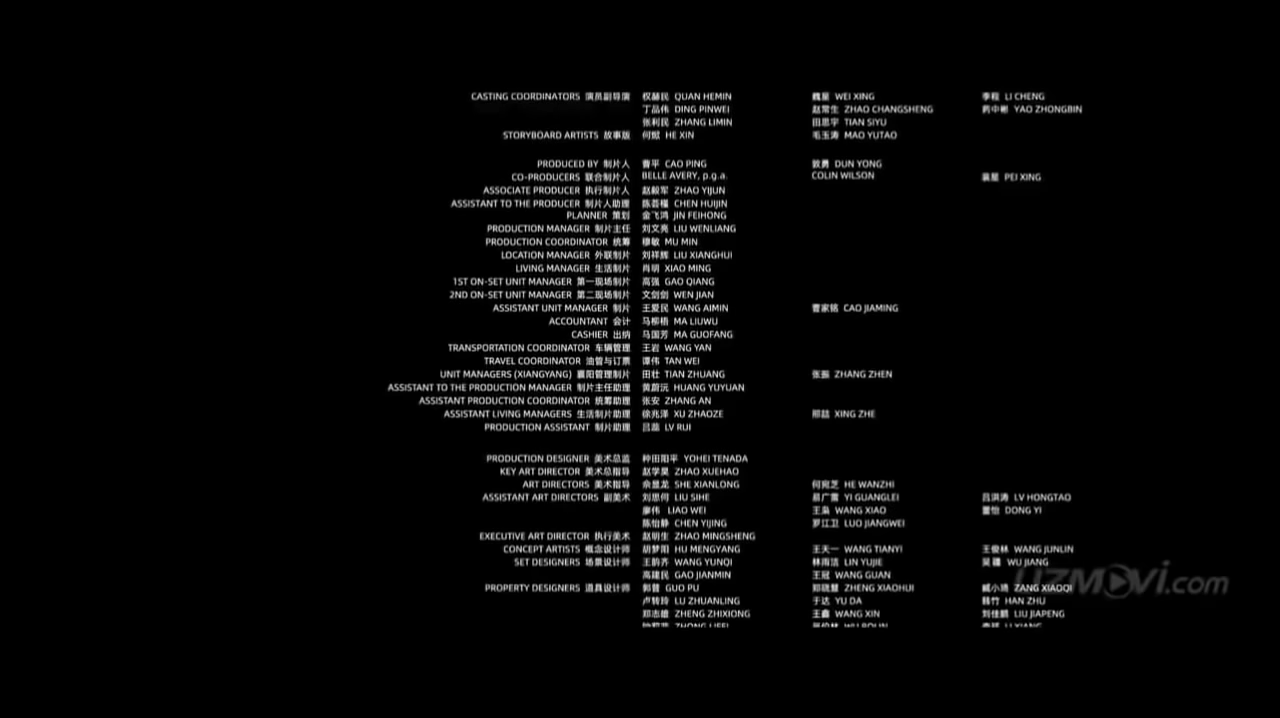 CASTING COORDINATORS 演员副导演 权赫民 QUAN HEMIN 魏星 WEI XING 李程 LI CHENG
丁品伟 DING PINWEI 赵常生 ZHAO CHANGSHENG 药中彬 YAO ZHONGBIN
张利民 ZHANG LIMIN 田思宇 TIAN SIYU
STORYBOARD ARTISTS 故事版 何歆 HE XIN 毛玉涛 MAO YUTAO
PRODUCED BY 制片人 曹平 CAO PING 敦勇 DUN YONG
CO-PRODUCERS 联合制片人 BELLE AVERY, p.g.a. COLIN WILSON 裴星 PEI XING
ASSOCIATE PRODUCER 执行制片人 赵毅军 ZHAO YIJUN
ASSISTANT TO THE PRODUCER 制片人助理 陈荟槿 CHEN HUIJIN
PLANNER 策划 金飞鸿 JIN FEIHONG
PRODUCTION MANAGER 制片主任 刘文亮 LIU WENLIANG
PRODUCTION COORDINATOR 统筹 穆敏 MU MIN
LOCATION MANAGER 外联制片 刘祥辉 LIU XIANGHUI
LIVING MANAGER 生活制片 肖明 XIAO MING
1ST ON-SET UNIT MANAGER 第一现场制片 高强 GAO QIANG
2ND ON-SET UNIT MANAGER 第二现场制片 文剑剑 WEN JIAN
ASSISTANT UNIT MANAGER 制片 王爱民 WANG AIMIN 曹家铭 CAO JIAMING
ACCOUNTANT 会计 马柳梧 MA LIUWU
CASHIER 出纳 马国芳 MA GUOFANG
TRANSPORTATION COORDINATOR 车辆管理 王岩 WANG YAN
TRAVEL COORDINATOR 油管与订票 谭伟 TAN WEI
UNIT MANAGERS (XIANGYANG) 襄阳管理制片 田壮 TIAN ZHUANG 张振 ZHANG ZHEN
ASSISTANT TO THE PRODUCTION MANAGER 制片主任助理 黄蔚沅 HUANG YUYUAN
ASSISTANT PRODUCTION COORDINATOR 统筹助理 张安 ZHANG AN
ASSISTANT LIVING MANAGERS 生活制片助理 徐兆泽 XU ZHAOZE 邢喆 XING ZHE
PRODUCTION ASSISTANT 制片助理 吕蕊 LV RUI
PRODUCTION DESIGNER 美术总监 种田阳平 YOHEI TENADA
KEY ART DIRECTOR 美术总指导 赵学昊 ZHAO XUEHAO
ART DIRECTORS 美术指导 佘显龙 SHE XIANLONG 何宛芝 HE WANZHI
ASSISTANT ART DIRECTORS 副美术 刘思何 LIU SIHE 易广雷 YI GUANGLEI 吕淇涛 LV HONGTAO
廖伟 LIAO WEI 王枭 WANG XIAO 董怡 DONG YI
陈怡静 CHEN YIJING 罗江卫 LUO JIANGWEI
EXECUTIVE ART DIRECTOR 执行美术 赵明生 ZHAO MINGSHENG
CONCEPT ARTISTS 概念设计师 胡梦阳 HU MENGYANG 王天一 WANG TIANYI 王俊林 WANG JUNLIN
SET DESIGNERS 场景设计师 王韵齐 WANG YUNQI 林雨洁 LIN YUJIE 吴疆 WU JIANG
高建民 GAO JIANMIN 王冠 WANG GUAN
PROPERTY DESIGNERS 道具设计师 郭普 GUO PU 郑晓慧 ZHENG XIAOHUI 臧小琦 ZANG XIAOQI
卢转玲 LU ZHUANLING 于达 YU DA 韩竹 HAN ZHU
郑志雄 ZHENG ZHIXIONG 王鑫 WANG XIN 刘佳鹏 LIU JIAPENG
UZMOVi.com